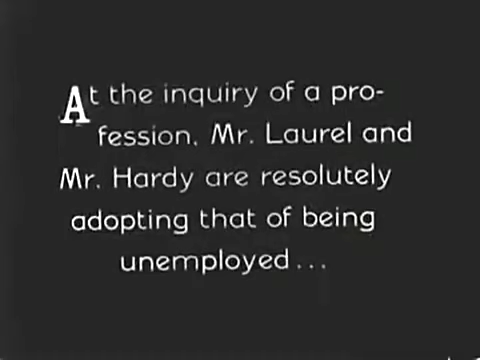 At the inquiry of a pro-
fession, Mr. Laurel and
Mr. Hardy are resolutely
adopting that of being
unemployed...